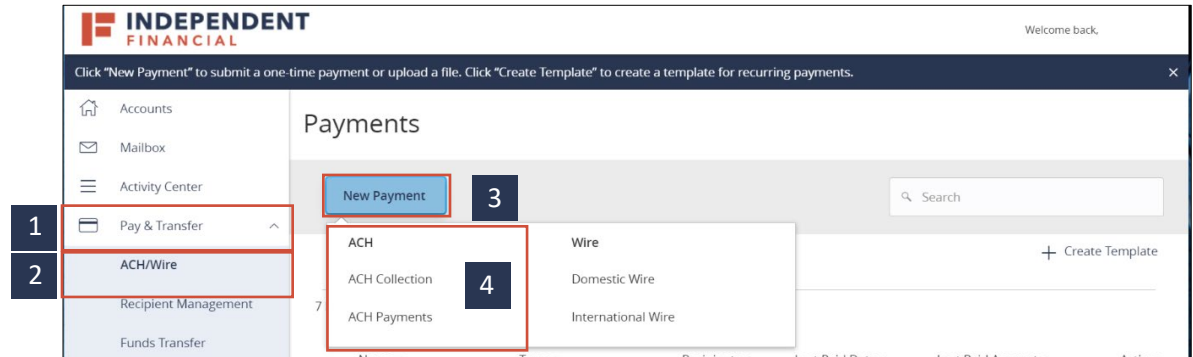 INDEPENDENT
FINANCIAL
Welcome back,
Click "New Payment" to submit a one-time payment or upload a file. Click "Create Template" to create a template for recurring payments.
×
Accounts
Mailbox
Activity Center
1
Pay & Transfer
2
ACH/Wire
Recipient Management
Funds Transfer
Payments
New Payment
3
Search
ACH
Wire
Create Template
ACH Collection
4
Domestic Wire
7
ACH Payments
International Wire